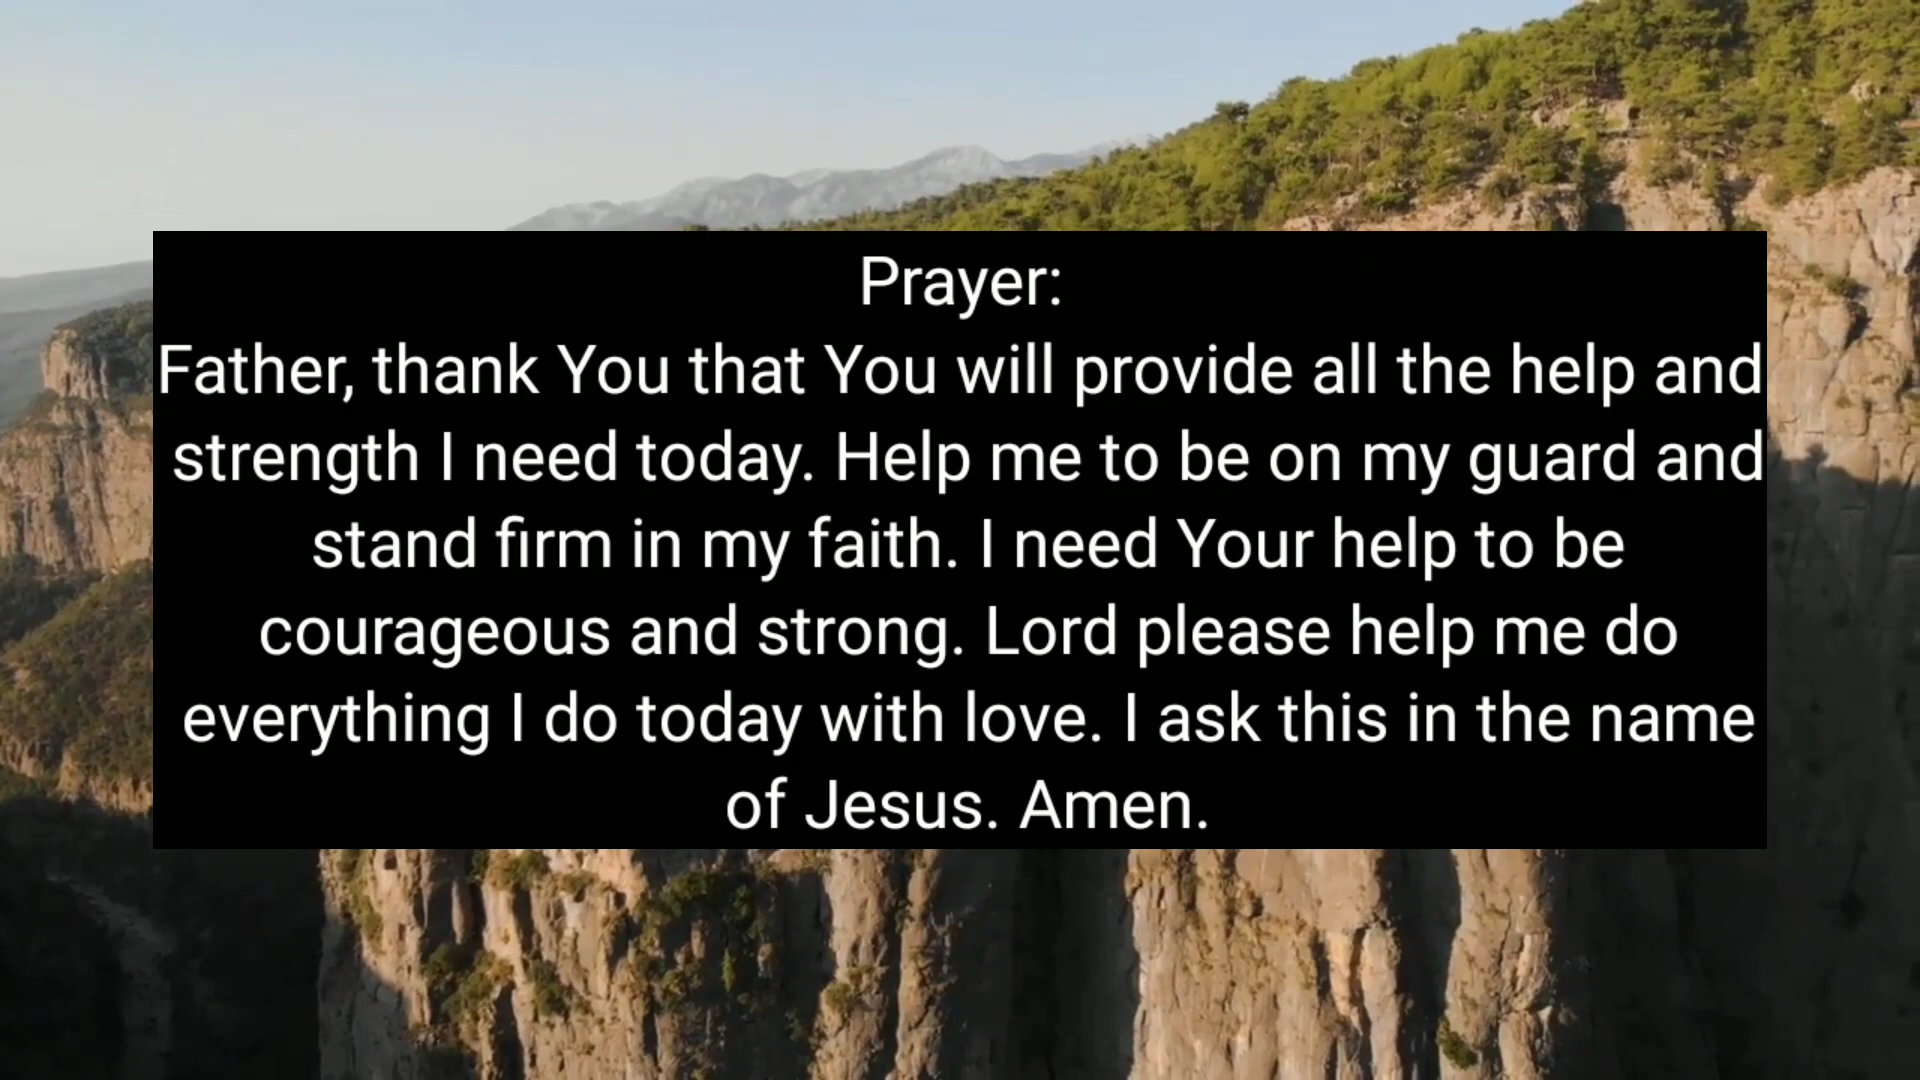 Prayer:
Father, thank You that You will provide all the help and
strength I need today. Help me to be on my guard and
stand firm in my faith. I need Your help to be
courageous and strong. Lord please help me do
everything I do today with love. I ask this in the name
of Jesus. Amen.